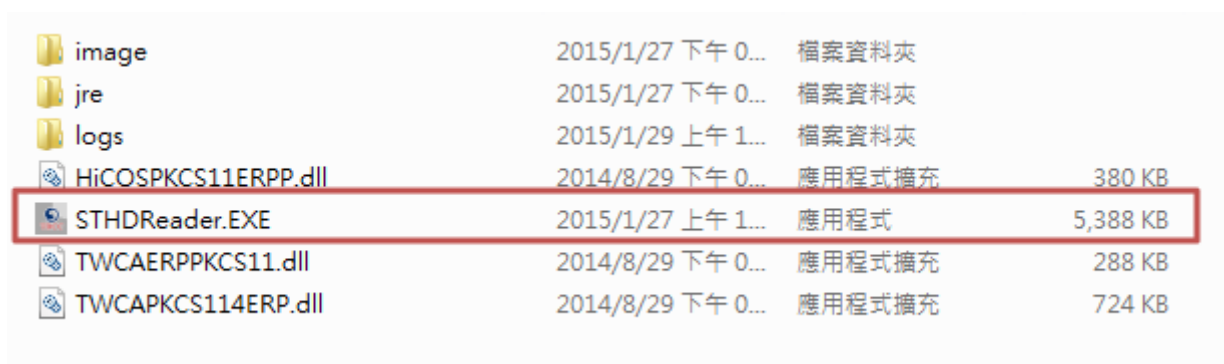 image 2015/1/27 下午 0... 檔案資料夾
jre 2015/1/27 下午 0... 檔案資料夾
logs 2015/1/29 上午 1... 檔案資料夾
HiCOSPKCS11ERPP.dll 2014/8/29 下午 0... 應用程式擴充 380 KB
STHDReader.EXE 2015/1/27 上午 1... 應用程式 5,388 KB
TWCAERPPKCS11.dll 2014/8/29 下午 0... 應用程式擴充 288 KB
TWCAPKCS114ERP.dll 2014/8/29 下午 0... 應用程式擴充 724 KB